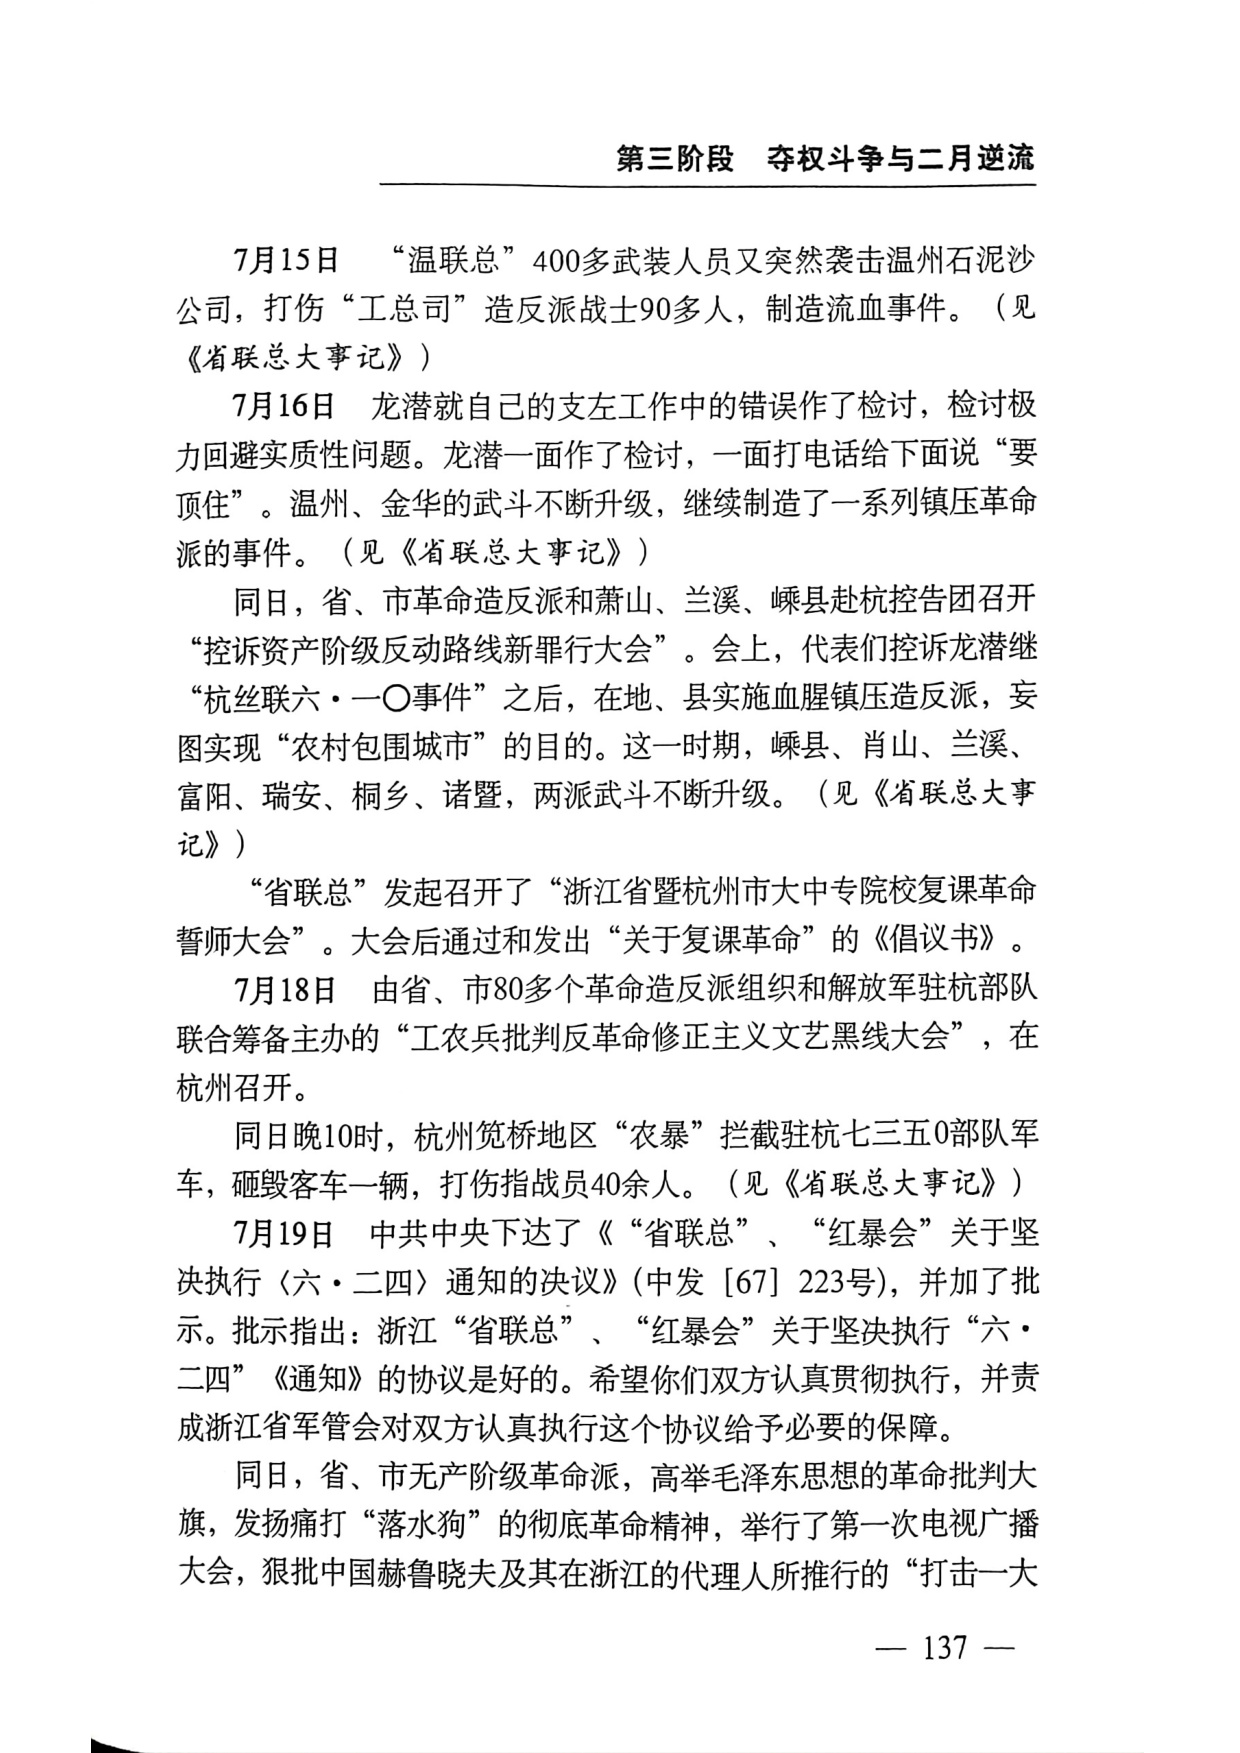 第三阶段　夺权斗争与二月逆流
7月15日　“温联总”400多武装人员又突然袭击温州石泥沙
公司，打伤“工总司”造反派战士90多人，制造流血事件。（见
《省联总大事记》）
7月16日　龙潜就自己的支左工作中的错误作了检讨，检讨极
力回避实质性问题。龙潜一面作了检讨，一面打电话给下面说“要
顶住”。温州、金华的武斗不断升级，继续制造了一系列镇压革命
派的事件。（见《省联总大事记》）
同日，省、市革命造反派和萧山、兰溪、嵊县赴杭控告团召开
“控诉资产阶级反动路线新罪行大会”。会上，代表们控诉龙潜继
“杭丝联六·一〇事件”之后，在地、县实施血腥镇压造反派，妄
图实现“农村包围城市”的目的。这一时期，嵊县、肖山、兰溪、
富阳、瑞安、桐乡、诸暨，两派武斗不断升级。（见《省联总大事
记》）
“省联总”发起召开了“浙江省暨杭州市大中专院校复课革命
誓师大会”。大会后通过和发出“关于复课革命”的《倡议书》。
7月18日　由省、市80多个革命造反派组织和解放军驻杭部队
联合筹备主办的“工农兵批判反革命修正主义文艺黑线大会”，在
杭州召开。
同日晚10时，杭州笕桥地区“农暴”拦截驻杭七三五0部队军
车，砸毁客车一辆，打伤指战员40余人。（见《省联总大事记》）
7月19日　中共中央下达了《“省联总”、“红暴会”关于坚
决执行〈六·二四〉通知的决议》(中发［67］223号)，并加了批
示。批示指出：浙江“省联总”、“红暴会”关于坚决执行“六·
二四”《通知》的协议是好的。希望你们双方认真贯彻执行，并责
成浙江省军管会对双方认真执行这个协议给予必要的保障。
同日，省、市无产阶级革命派，高举毛泽东思想的革命批判大
旗，发扬痛打“落水狗”的彻底革命精神，举行了第一次电视广播
大会，狠批中国赫鲁晓夫及其在浙江的代理人所推行的“打击一大
— 137 —